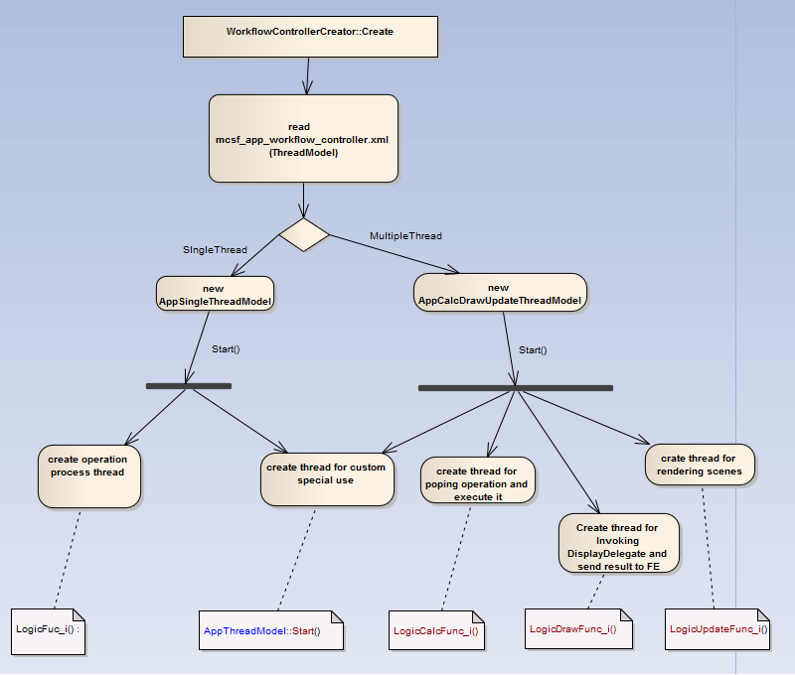 WorkflowControllerCreator::Create
read
mcsf_app_workflow_controller.xml
(ThreadModel)
SIngleThread
MultipleThread
new
AppSingleThreadModel
new
AppCalcDrawUpdateThreadModel
Start()
Start()
create operation
process thread
create thread for custom
special use
create thread for
poping operation and
execute it
crate thread for
rendering scenes
Create thread for
Invoking
DisplayDelegate and
send result to FE
LogicFuc_i() :
AppThreadModel::Start()
LogicCalcFunc_i()
LogicDrawFunc_i()
LogicUpdateFunc_i()